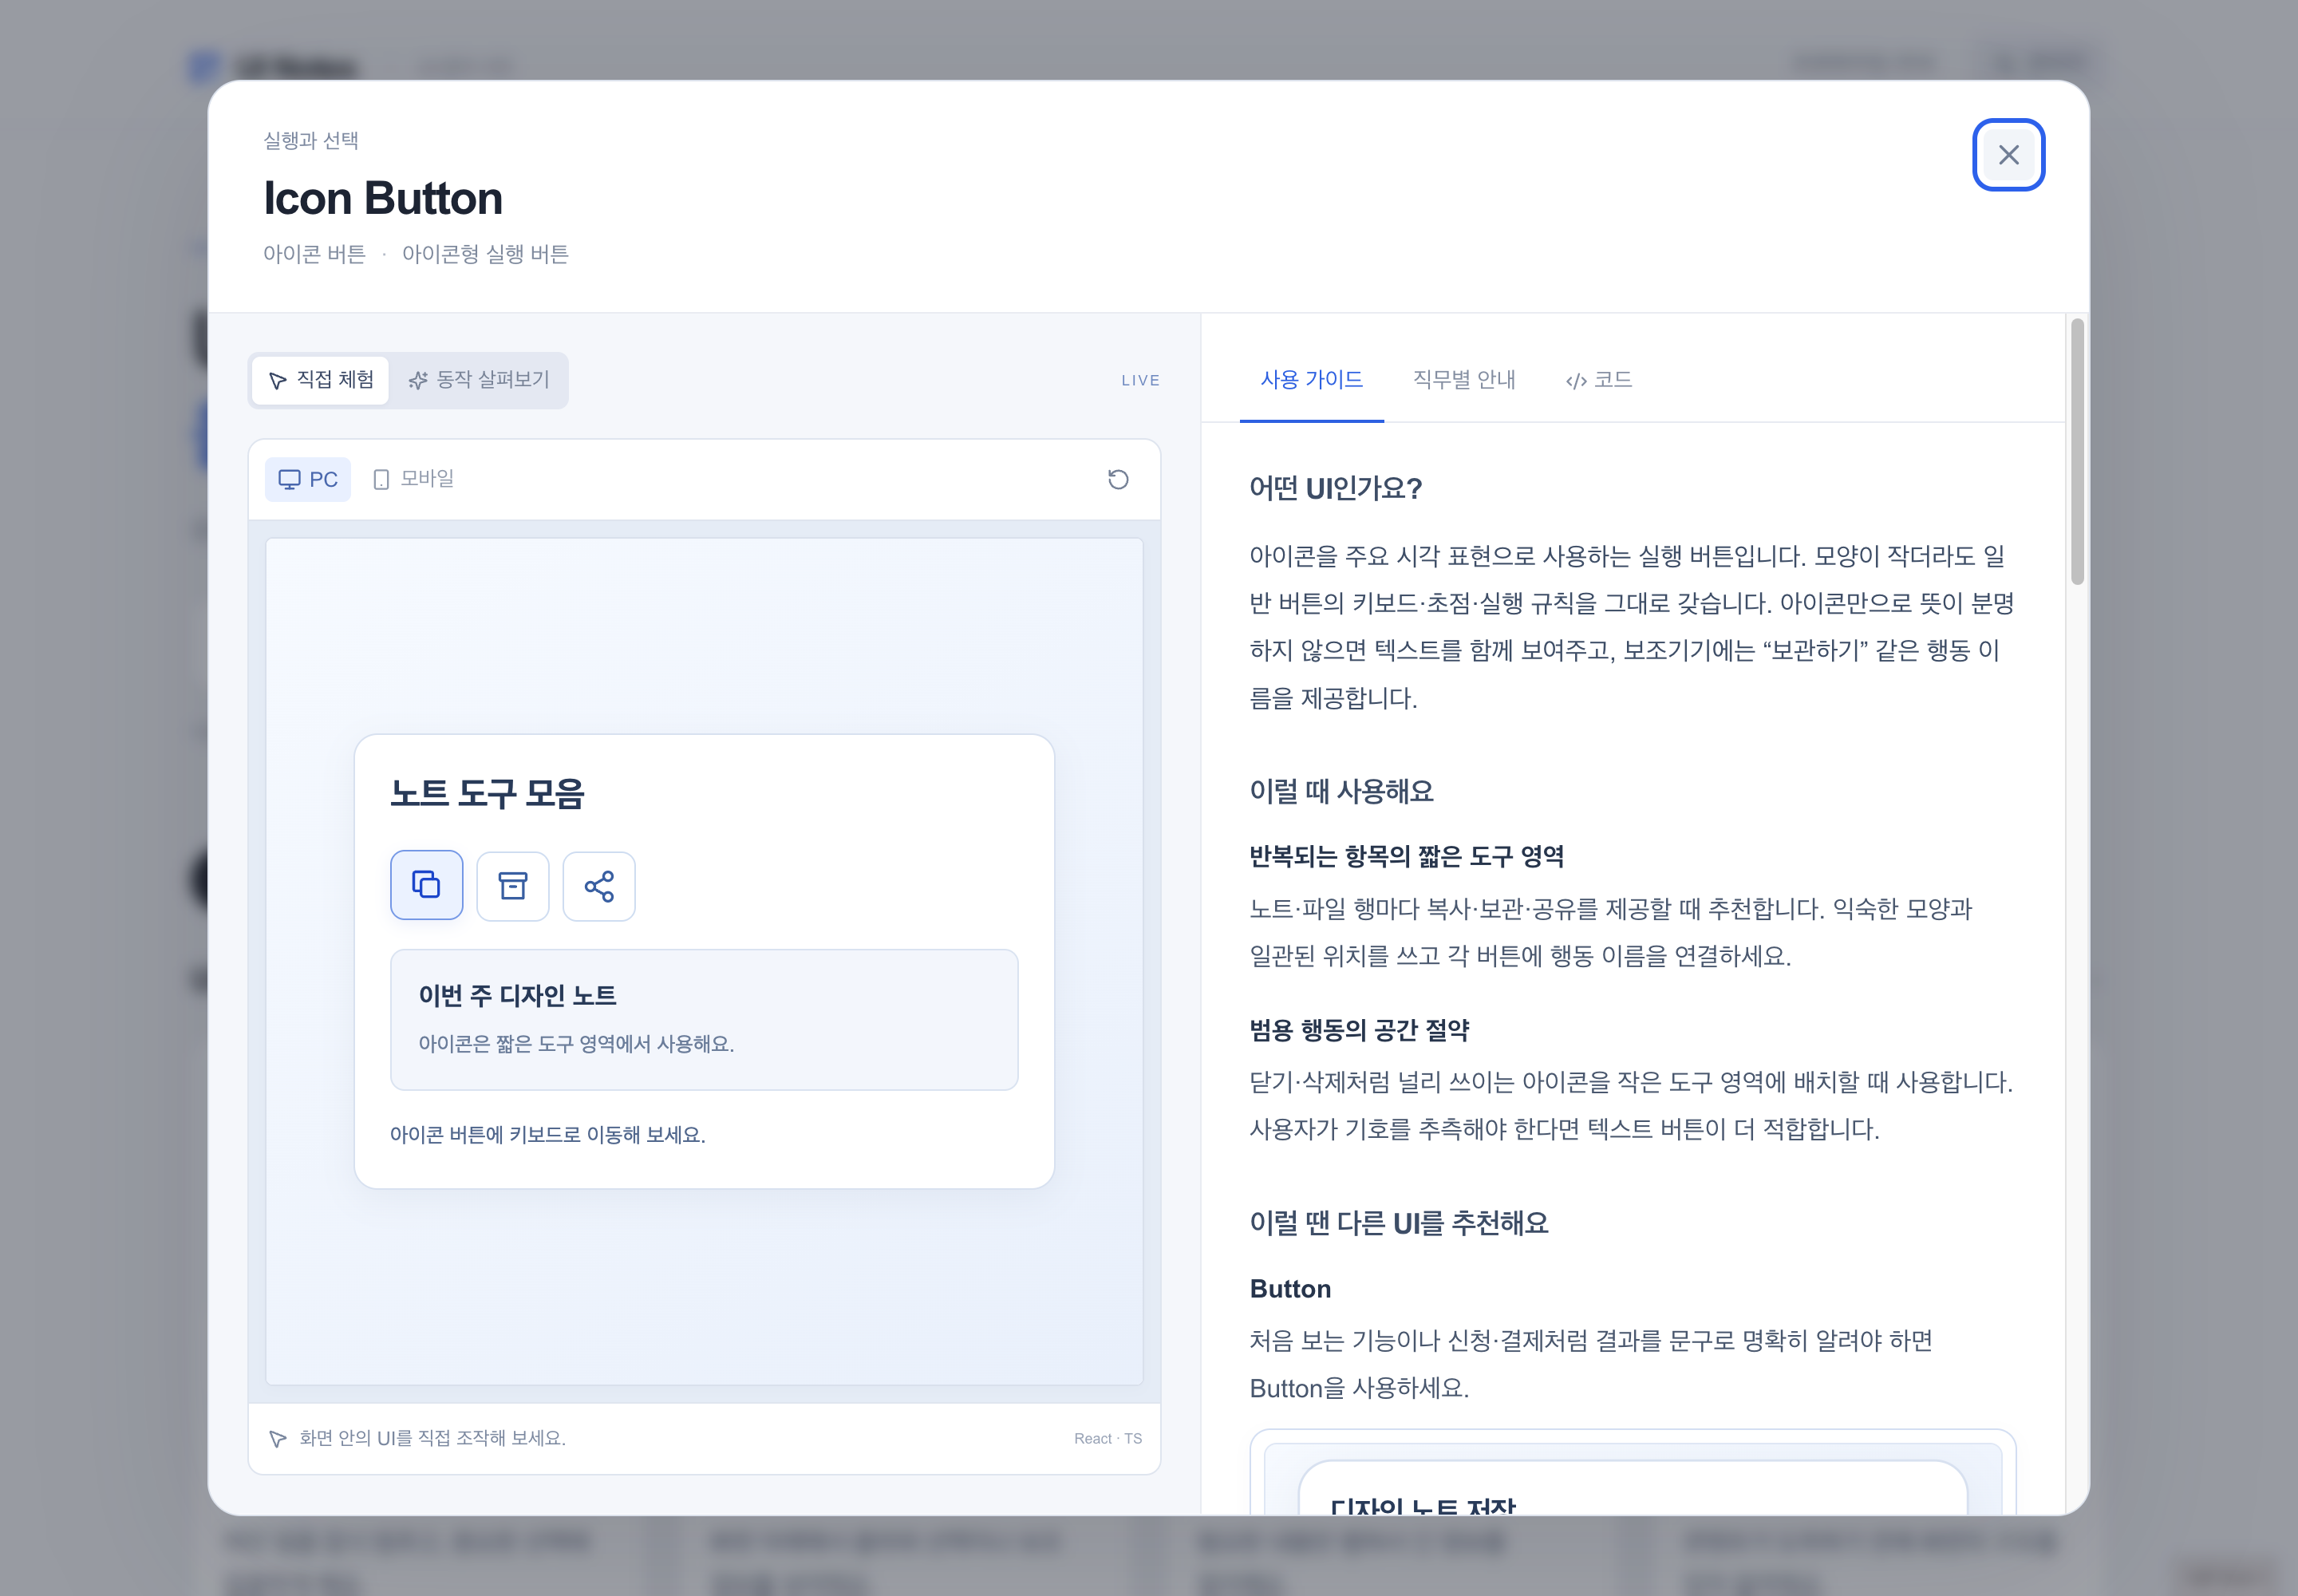 UI Notes
실행과 선택
Icon Button
아이콘 버튼 · 아이콘형 실행 버튼
직접 체험
동작 살펴보기
LIVE
PC
모바일
노트 도구 모음
이번 주 디자인 노트
아이콘은 짧은 도구 영역에서 사용해요.
아이콘 버튼에 키보드로 이동해 보세요.
화면 안의 UI를 직접 조작해 보세요.
React · TS
사용 가이드
직무별 안내
코드
어떤 UI인가요?
아이콘을 주요 시각 표현으로 사용하는 실행 버튼입니다. 모양이 작더라도 일
반 버튼의 키보드·초점·실행 규칙을 그대로 갖습니다. 아이콘만으로 뜻이 분명
하지 않으면 텍스트를 함께 보여주고, 보조기기에는 “보관하기” 같은 행동 이
름을 제공합니다.
이럴 때 사용해요
반복되는 항목의 짧은 도구 영역
노트·파일 행마다 복사·보관·공유를 제공할 때 추천합니다. 익숙한 모양과
일관된 위치를 쓰고 각 버튼에 행동 이름을 연결하세요.
범용 행동의 공간 절약
닫기·삭제처럼 널리 쓰이는 아이콘을 작은 도구 영역에 배치할 때 사용합니다.
사용자가 기호를 추측해야 한다면 텍스트 버튼이 더 적합합니다.
이럴 땐 다른 UI를 추천해요
Button
처음 보는 기능이나 신청·결제처럼 결과를 문구로 명확히 알려야 하면
Button을 사용하세요.
디자인 노트 저장